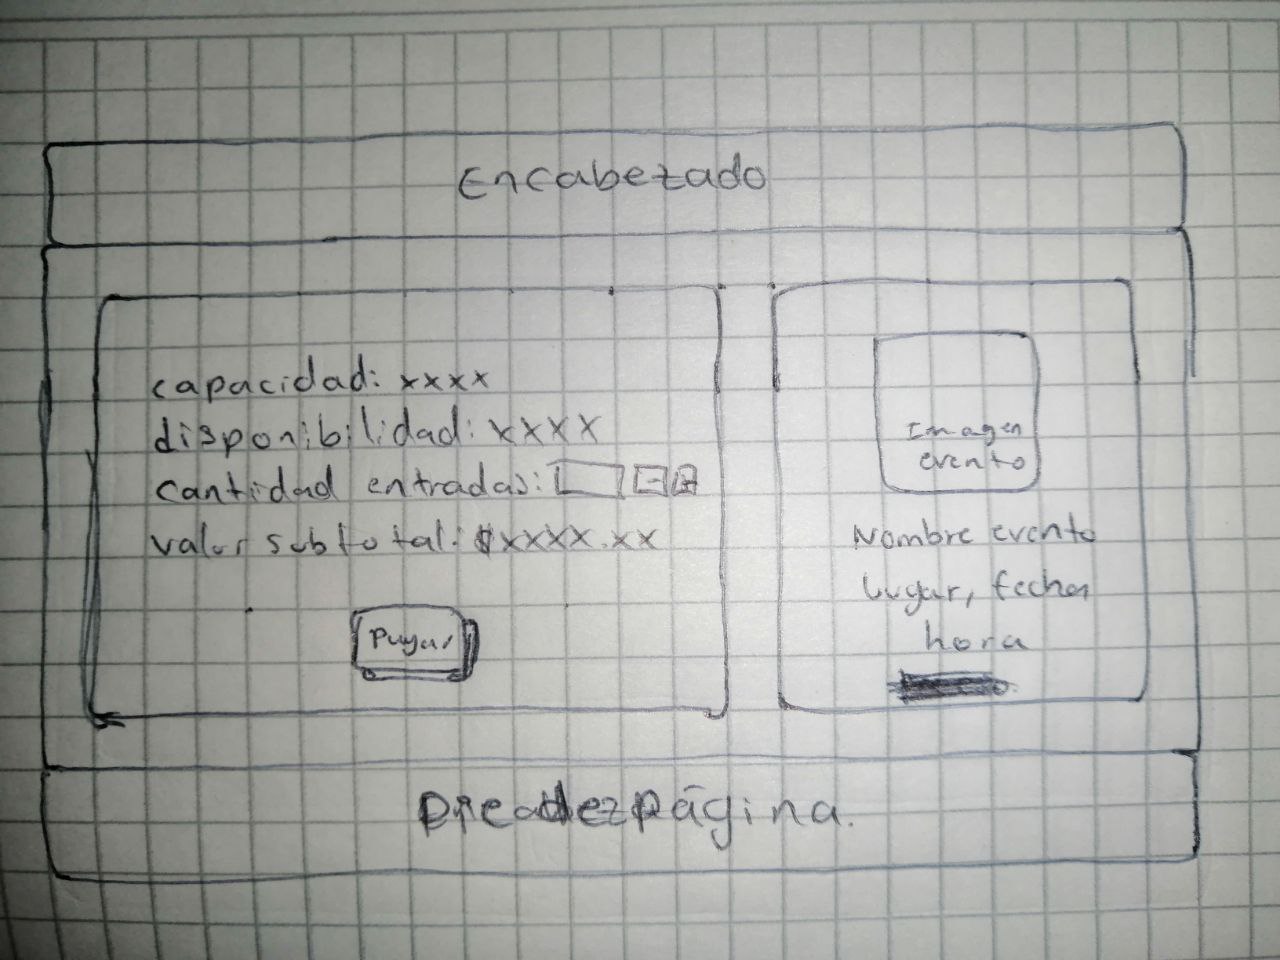 Encabezado
capacidad: xxxx
disponibilidad: xxxx
cantidad entradas: - +
valor subtotal: $xxxx.xx
Pagar
Imagen
evento
Nombre evento
lugar, fecha,
hora
página.